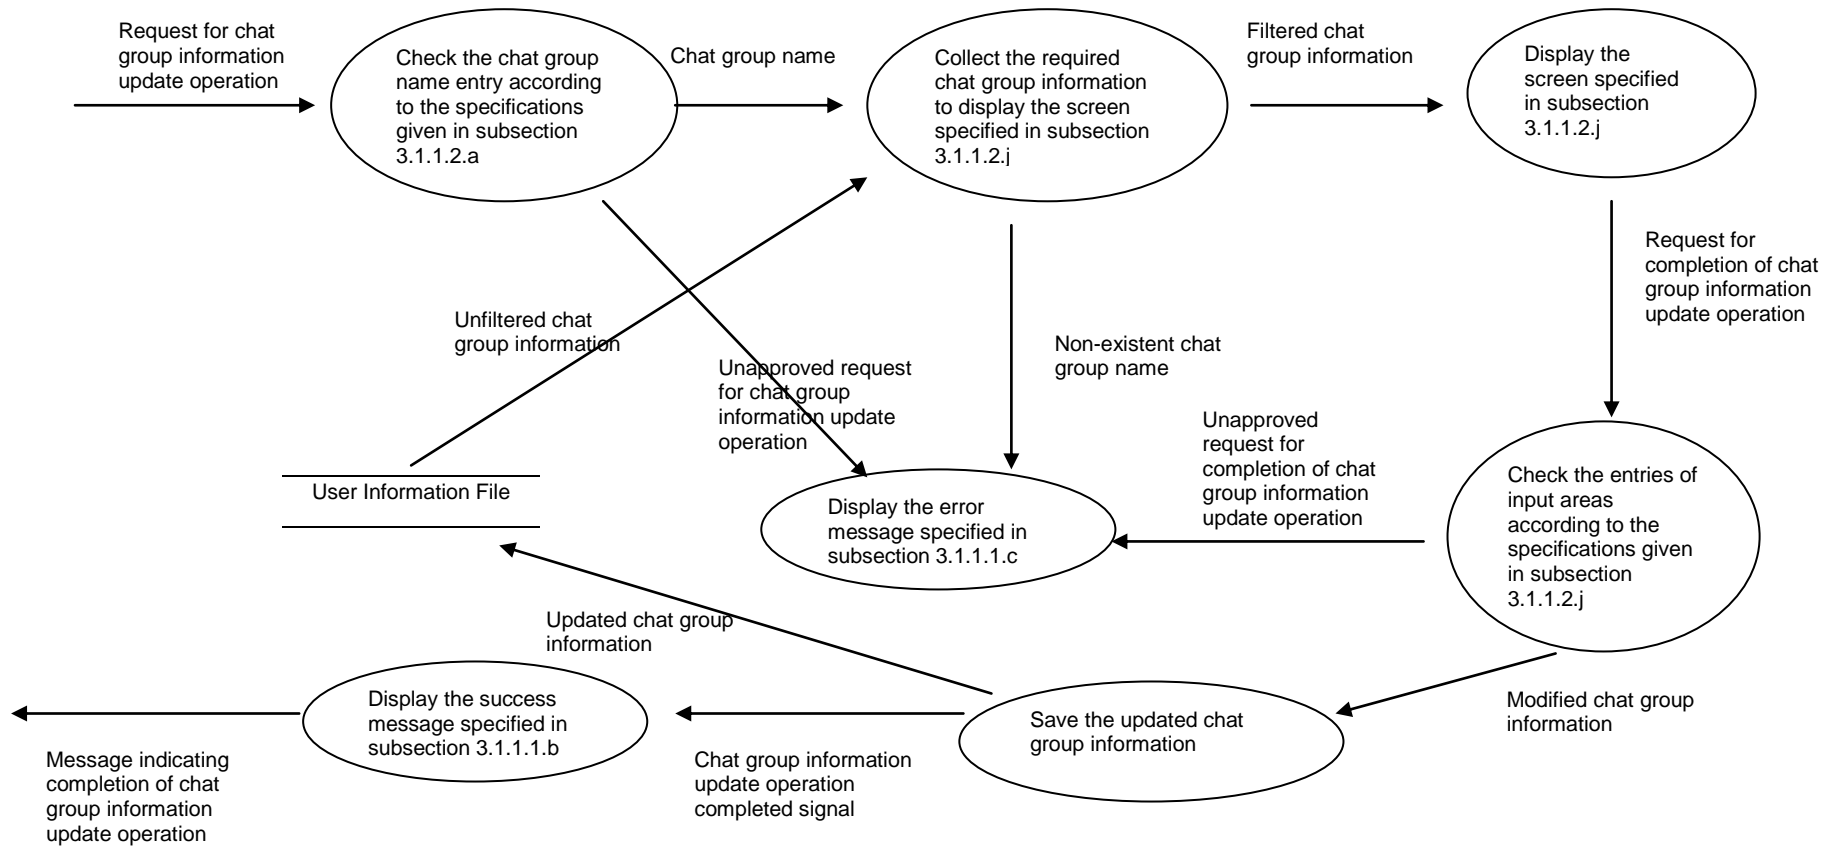 Request for chat
group information
update operation
Check the chat group
name entry according
to the specifications
given in subsection
3.1.1.2.a
Chat group name
Collect the required
chat group information
to display the screen
specified in subsection
3.1.1.2.j
Filtered chat
group information
Display the
screen specified
in subsection
3.1.1.2.j
Request for
completion of chat
group information
update operation
Unfiltered chat
group information
Unapproved request
for chat group
information update
operation
Non-existent chat
group name
Unapproved
request for
completion of chat
group information
update operation
User Information File
Display the error
message specified in
subsection 3.1.1.1.c
Check the entries of
input areas
according to the
specifications given
in subsection
3.1.1.2.j
Updated chat group
information
Display the success
message specified in
subsection 3.1.1.1.b
Save the updated chat
group information
Modified chat group
information
Message indicating
completion of chat
group information
update operation
Chat group information
update operation
completed signal